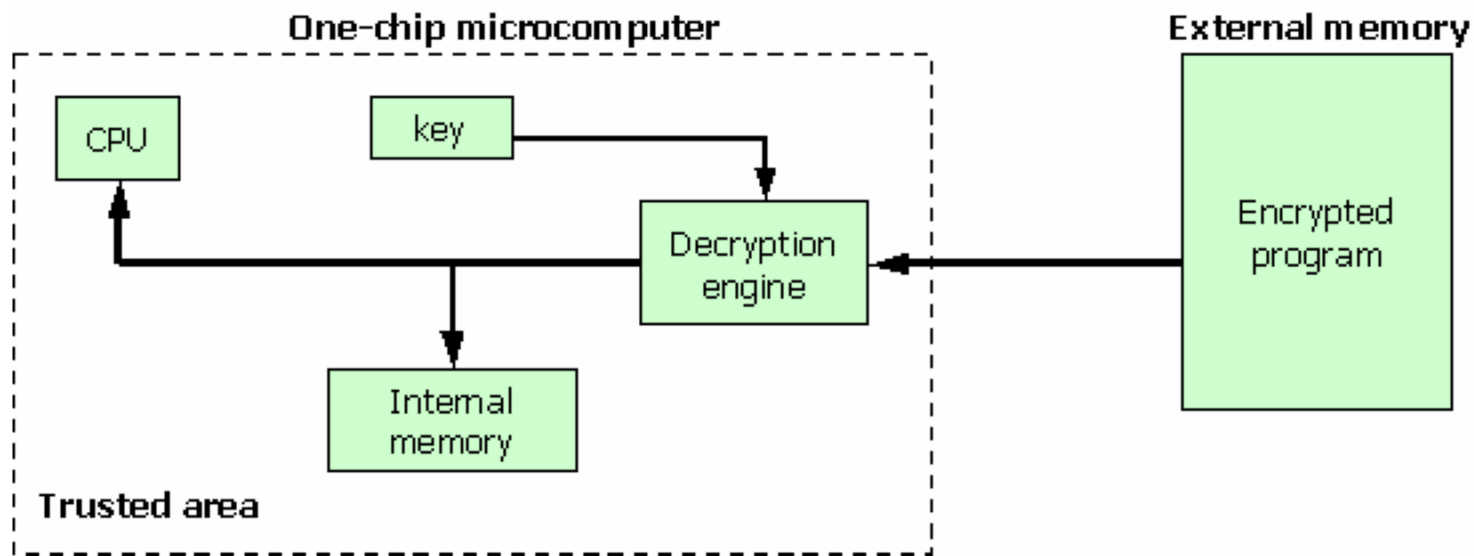 One-chip microcomputer
External memory
CPU
key
Decryption
engine
Encrypted
program
Internal
memory
Trusted area